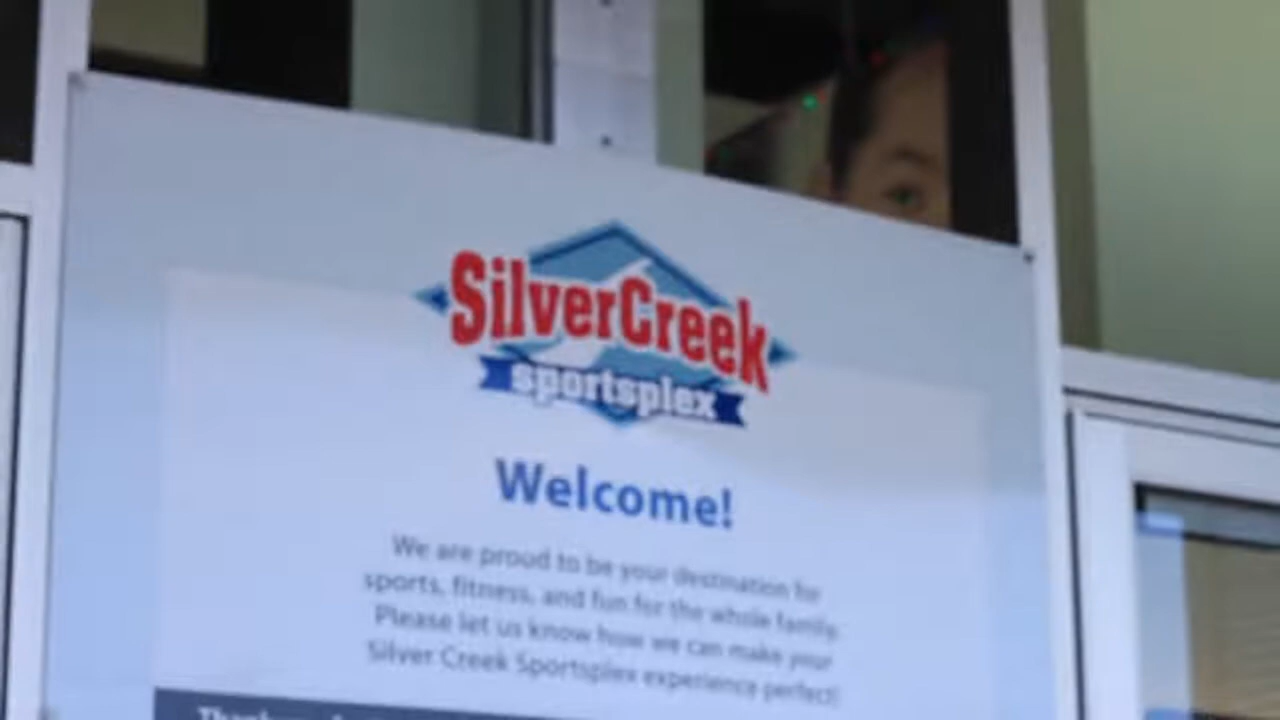 SilverCreek
sportsplex
Welcome!
We are proud to be your destination for
sports, fitness, and fun for the whole family.
Please let us know how we can make your
Silver Creek Sportsplex experience perfect!